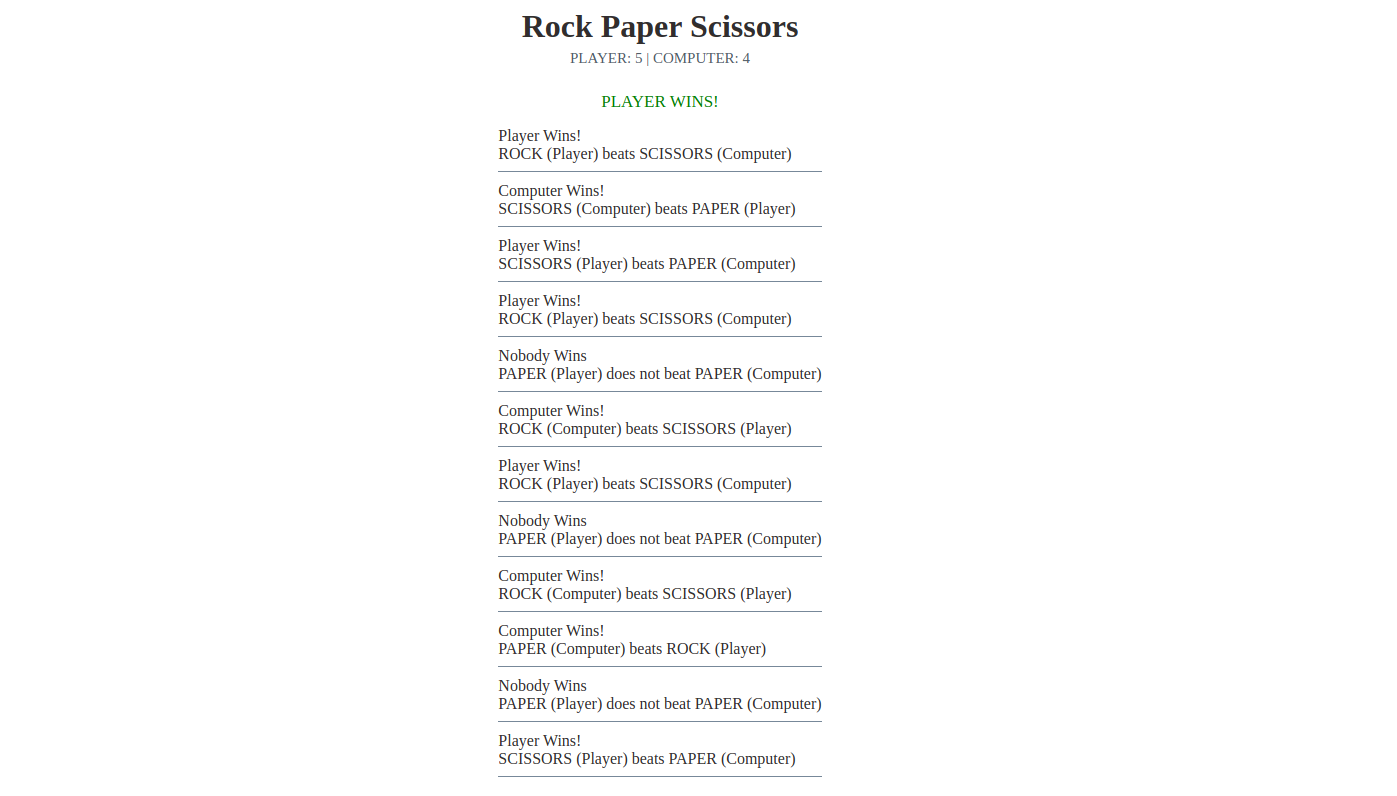 Rock Paper Scissors
PLAYER: 5 | COMPUTER: 4
PLAYER WINS!
Player Wins!
ROCK (Player) beats SCISSORS (Computer)
Computer Wins!
SCISSORS (Computer) beats PAPER (Player)
Player Wins!
SCISSORS (Player) beats PAPER (Computer)
Player Wins!
ROCK (Player) beats SCISSORS (Computer)
Nobody Wins
PAPER (Player) does not beat PAPER (Computer)
Computer Wins!
ROCK (Computer) beats SCISSORS (Player)
Player Wins!
ROCK (Player) beats SCISSORS (Computer)
Nobody Wins
PAPER (Player) does not beat PAPER (Computer)
Computer Wins!
ROCK (Computer) beats SCISSORS (Player)
Computer Wins!
PAPER (Computer) beats ROCK (Player)
Nobody Wins
PAPER (Player) does not beat PAPER (Computer)
Player Wins!
SCISSORS (Player) beats PAPER (Computer)